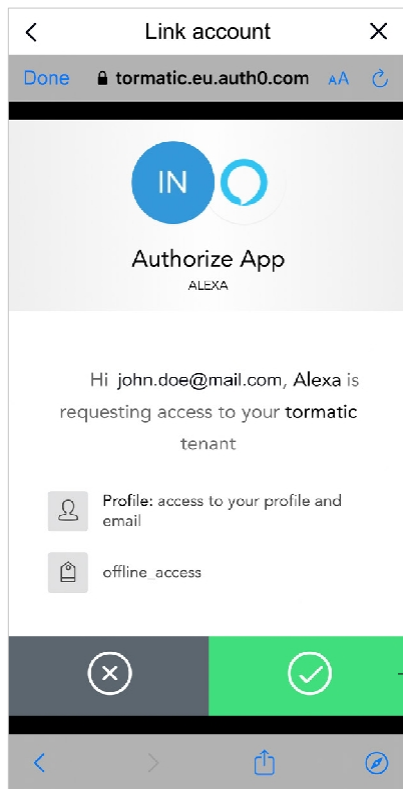 Link account
Done tormatic.eu.auth0.com AA
IN
Authorize App
ALEXA
Hi john.doe@mail.com, Alexa is
requesting access to your tormatic
tenant
Profile: access to your profile and
email
offline_access